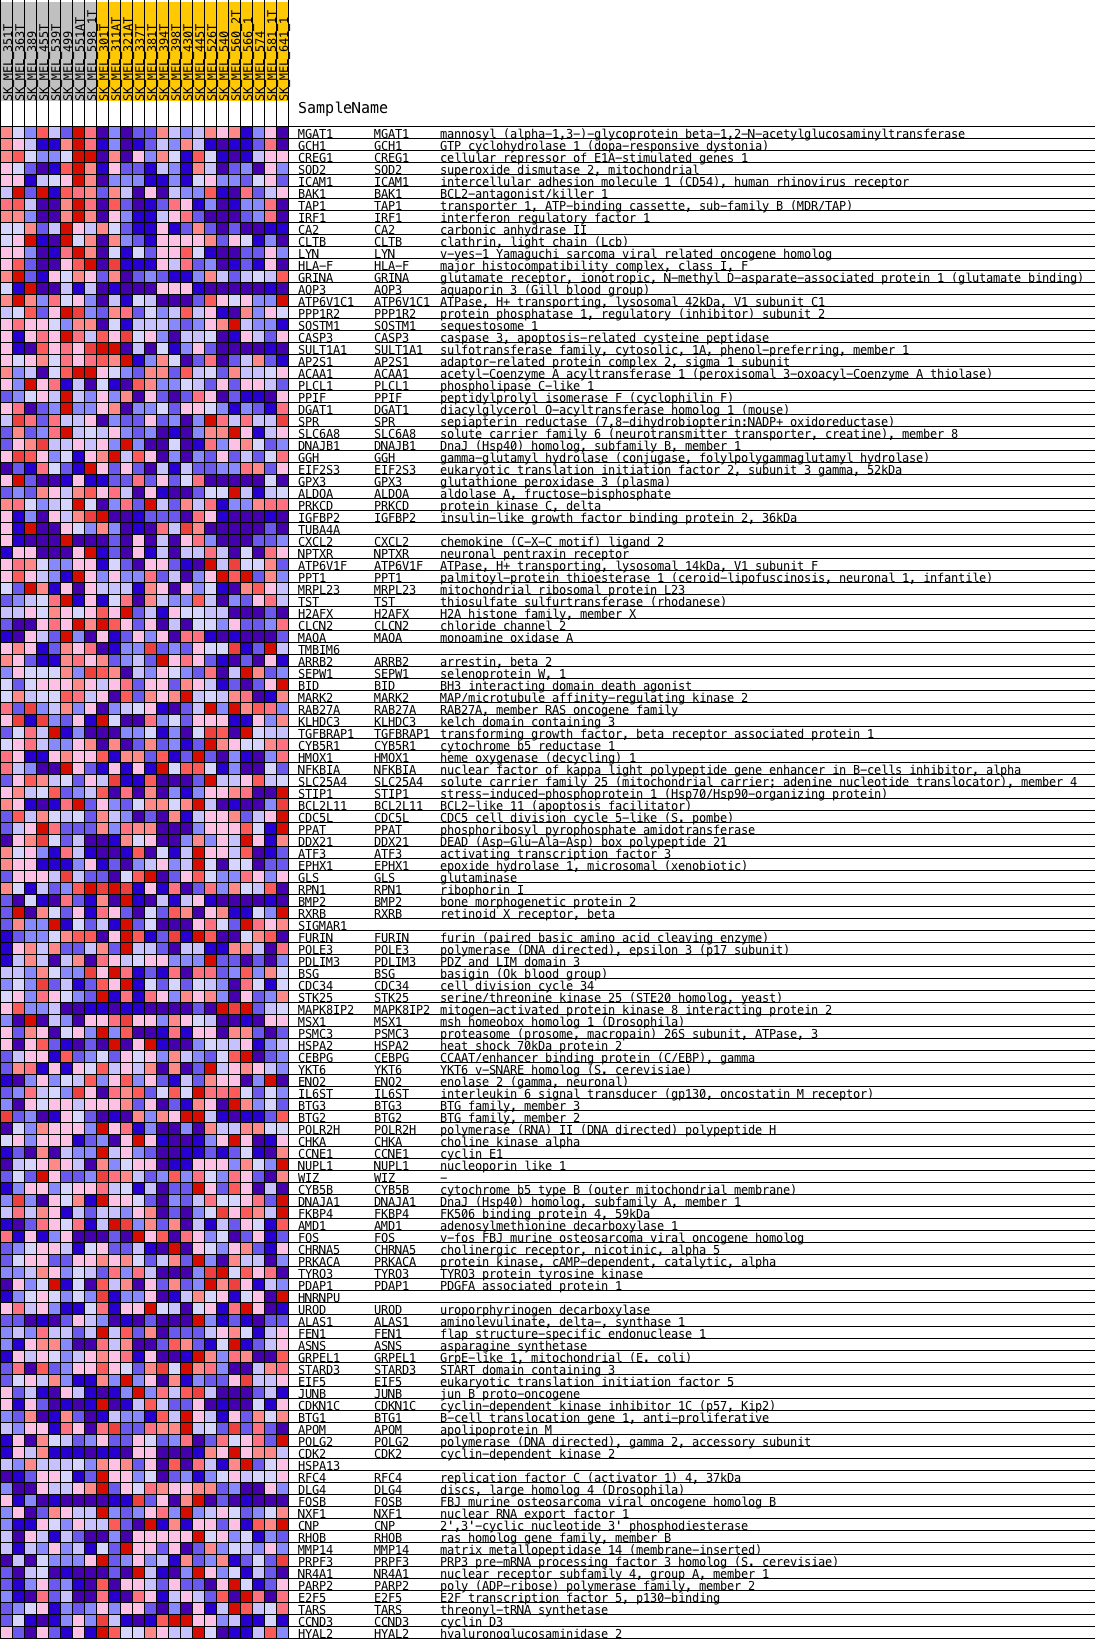 SK_MEL_351T
SK_MEL_363T
SK_MEL_389
SK_MEL_455T
SK_MEL_539T
SK_MEL_499
SK_MEL_551AT
SK_MEL_598_1T
SK_MEL_301T
SK_MEL_311AT
SK_MEL_321AT
SK_MEL_337T
SK_MEL_381T
SK_MEL_394T
SK_MEL_398T
SK_MEL_430T
SK_MEL_445T
SK_MEL_526T
SK_MEL_540
SK_MEL_560_2T
SK_MEL_566_1
SK_MEL_574
SK_MEL_581_1T
SK_MEL_641_1
SampleName
MGAT1 MGAT1 mannosyl (alpha-1,3-)-glycoprotein beta-1,2-N-acetylglucosaminyltransferase
GCH1 GCH1 GTP cyclohydrolase 1 (dopa-responsive dystonia)
CREG1 CREG1 cellular repressor of E1A-stimulated genes 1
SOD2 SOD2 superoxide dismutase 2, mitochondrial
ICAM1 ICAM1 intercellular adhesion molecule 1 (CD54), human rhinovirus receptor
BAK1 BAK1 BCL2-antagonist/killer 1
TAP1 TAP1 transporter 1, ATP-binding cassette, sub-family B (MDR/TAP)
IRF1 IRF1 interferon regulatory factor 1
CA2 CA2 carbonic anhydrase II
CLTB CLTB clathrin, light chain (Lcb)
LYN LYN v-yes-1 Yamaguchi sarcoma viral related oncogene homolog
HLA-F HLA-F major histocompatibility complex, class I, F
GRINA GRINA glutamate receptor, ionotropic, N-methyl D-asparate-associated protein 1 (glutamate binding)
AQP3 AQP3 aquaporin 3 (Gill blood group)
ATP6V1C1 ATP6V1C1 ATPase, H+ transporting, lysosomal 42kDa, V1 subunit C1
PPP1R2 PPP1R2 protein phosphatase 1, regulatory (inhibitor) subunit 2
SQSTM1 SQSTM1 sequestosome 1
CASP3 CASP3 caspase 3, apoptosis-related cysteine peptidase
SULT1A1 SULT1A1 sulfotransferase family, cytosolic, 1A, phenol-preferring, member 1
AP2S1 AP2S1 adaptor-related protein complex 2, sigma 1 subunit
ACAA1 ACAA1 acetyl-Coenzyme A acyltransferase 1 (peroxisomal 3-oxoacyl-Coenzyme A thiolase)
PLCL1 PLCL1 phospholipase C-like 1
PPIF PPIF peptidylprolyl isomerase F (cyclophilin F)
DGAT1 DGAT1 diacylglycerol O-acyltransferase homolog 1 (mouse)
SPR SPR sepiapterin reductase (7,8-dihydrobiopterin:NADP+ oxidoreductase)
SLC6A8 SLC6A8 solute carrier family 6 (neurotransmitter transporter, creatine), member 8
DNAJB1 DNAJB1 DnaJ (Hsp40) homolog, subfamily B, member 1
GGH GGH gamma-glutamyl hydrolase (conjugase, folylpolygammaglutamyl hydrolase)
EIF2S3 EIF2S3 eukaryotic translation initiation factor 2, subunit 3 gamma, 52kDa
GPX3 GPX3 glutathione peroxidase 3 (plasma)
ALDOA ALDOA aldolase A, fructose-bisphosphate
PRKCD PRKCD protein kinase C, delta
IGFBP2 IGFBP2 insulin-like growth factor binding protein 2, 36kDa
TUBA4A
CXCL2 CXCL2 chemokine (C-X-C motif) ligand 2
NPTXR NPTXR neuronal pentraxin receptor
ATP6V1F ATP6V1F ATPase, H+ transporting, lysosomal 14kDa, V1 subunit F
PPT1 PPT1 palmitoyl-protein thioesterase 1 (ceroid-lipofuscinosis, neuronal 1, infantile)
MRPL23 MRPL23 mitochondrial ribosomal protein L23
TST TST thiosulfate sulfurtransferase (rhodanese)
H2AFX H2AFX H2A histone family, member X
CLCN2 CLCN2 chloride channel 2
MAOA MAOA monoamine oxidase A
TMBIM6
ARRB2 ARRB2 arrestin, beta 2
SEPW1 SEPW1 selenoprotein W, 1
BID BID BH3 interacting domain death agonist
MARK2 MARK2 MAP/microtubule affinity-regulating kinase 2
RAB27A RAB27A RAB27A, member RAS oncogene family
KLHDC3 KLHDC3 kelch domain containing 3
TGFBRAP1 TGFBRAP1 transforming growth factor, beta receptor associated protein 1
CYB5R1 CYB5R1 cytochrome b5 reductase 1
HMOX1 HMOX1 heme oxygenase (decycling) 1
NFKBIA NFKBIA nuclear factor of kappa light polypeptide gene enhancer in B-cells inhibitor, alpha
SLC25A4 SLC25A4 solute carrier family 25 (mitochondrial carrier; adenine nucleotide translocator), member 4
STIP1 STIP1 stress-induced-phosphoprotein 1 (Hsp70/Hsp90-organizing protein)
BCL2L11 BCL2L11 BCL2-like 11 (apoptosis facilitator)
CDC5L CDC5L CDC5 cell division cycle 5-like (S. pombe)
PPAT PPAT phosphoribosyl pyrophosphate amidotransferase
DDX21 DDX21 DEAD (Asp-Glu-Ala-Asp) box polypeptide 21
ATF3 ATF3 activating transcription factor 3
EPHX1 EPHX1 epoxide hydrolase 1, microsomal (xenobiotic)
GLS GLS glutaminase
RPN1 RPN1 ribophorin I
BMP2 BMP2 bone morphogenetic protein 2
RXRB RXRB retinoid X receptor, beta
SIGMAR1
FURIN FURIN furin (paired basic amino acid cleaving enzyme)
POLE3 POLE3 polymerase (DNA directed), epsilon 3 (p17 subunit)
PDLIM3 PDLIM3 PDZ and LIM domain 3
BSG BSG basigin (Ok blood group)
CDC34 CDC34 cell division cycle 34
STK25 STK25 serine/threonine kinase 25 (STE20 homolog, yeast)
MAPK8IP2 MAPK8IP2 mitogen-activated protein kinase 8 interacting protein 2
MSX1 MSX1 msh homeobox homolog 1 (Drosophila)
PSMC3 PSMC3 proteasome (prosome, macropain) 26S subunit, ATPase, 3
HSPA2 HSPA2 heat shock 70kDa protein 2
CEBPG CEBPG CCAAT/enhancer binding protein (C/EBP), gamma
YKT6 YKT6 YKT6 v-SNARE homolog (S. cerevisiae)
ENO2 ENO2 enolase 2 (gamma, neuronal)
IL6ST IL6ST interleukin 6 signal transducer (gp130, oncostatin M receptor)
BTG3 BTG3 BTG family, member 3
BTG2 BTG2 BTG family, member 2
POLR2H POLR2H polymerase (RNA) II (DNA directed) polypeptide H
CHKA CHKA choline kinase alpha
CCNE1 CCNE1 cyclin E1
NUPL1 NUPL1 nucleoporin like 1
WIZ WIZ -
CYB5B CYB5B cytochrome b5 type B (outer mitochondrial membrane)
DNAJA1 DNAJA1 DnaJ (Hsp40) homolog, subfamily A, member 1
FKBP4 FKBP4 FK506 binding protein 4, 59kDa
AMD1 AMD1 adenosylmethionine decarboxylase 1
FOS FOS v-fos FBJ murine osteosarcoma viral oncogene homolog
CHRNA5 CHRNA5 cholinergic receptor, nicotinic, alpha 5
PRKACA PRKACA protein kinase, cAMP-dependent, catalytic, alpha
TYRO3 TYRO3 TYRO3 protein tyrosine kinase
PDAP1 PDAP1 PDGFA associated protein 1
HNRNPU
UROD UROD uroporphyrinogen decarboxylase
ALAS1 ALAS1 aminolevulinate, delta-, synthase 1
FEN1 FEN1 flap structure-specific endonuclease 1
ASNS ASNS asparagine synthetase
GRPEL1 GRPEL1 GrpE-like 1, mitochondrial (E. coli)
STARD3 STARD3 START domain containing 3
EIF5 EIF5 eukaryotic translation initiation factor 5
JUNB JUNB jun B proto-oncogene
CDKN1C CDKN1C cyclin-dependent kinase inhibitor 1C (p57, Kip2)
BTG1 BTG1 B-cell translocation gene 1, anti-proliferative
APOM APOM apolipoprotein M
POLG2 POLG2 polymerase (DNA directed), gamma 2, accessory subunit
CDK2 CDK2 cyclin-dependent kinase 2
HSPA13
RFC4 RFC4 replication factor C (activator 1) 4, 37kDa
DLG4 DLG4 discs, large homolog 4 (Drosophila)
FOSB FOSB FBJ murine osteosarcoma viral oncogene homolog B
NXF1 NXF1 nuclear RNA export factor 1
CNP CNP 2',3'-cyclic nucleotide 3' phosphodiesterase
RHOB RHOB ras homolog gene family, member B
MMP14 MMP14 matrix metallopeptidase 14 (membrane-inserted)
PRPF3 PRPF3 PRP3 pre-mRNA processing factor 3 homolog (S. cerevisiae)
NR4A1 NR4A1 nuclear receptor subfamily 4, group A, member 1
PARP2 PARP2 poly (ADP-ribose) polymerase family, member 2
E2F5 E2F5 E2F transcription factor 5, p130-binding
TARS TARS threonyl-tRNA synthetase
CCND3 CCND3 cyclin D3
HYAL2 HYAL2 hyaluronoglucosaminidase 2